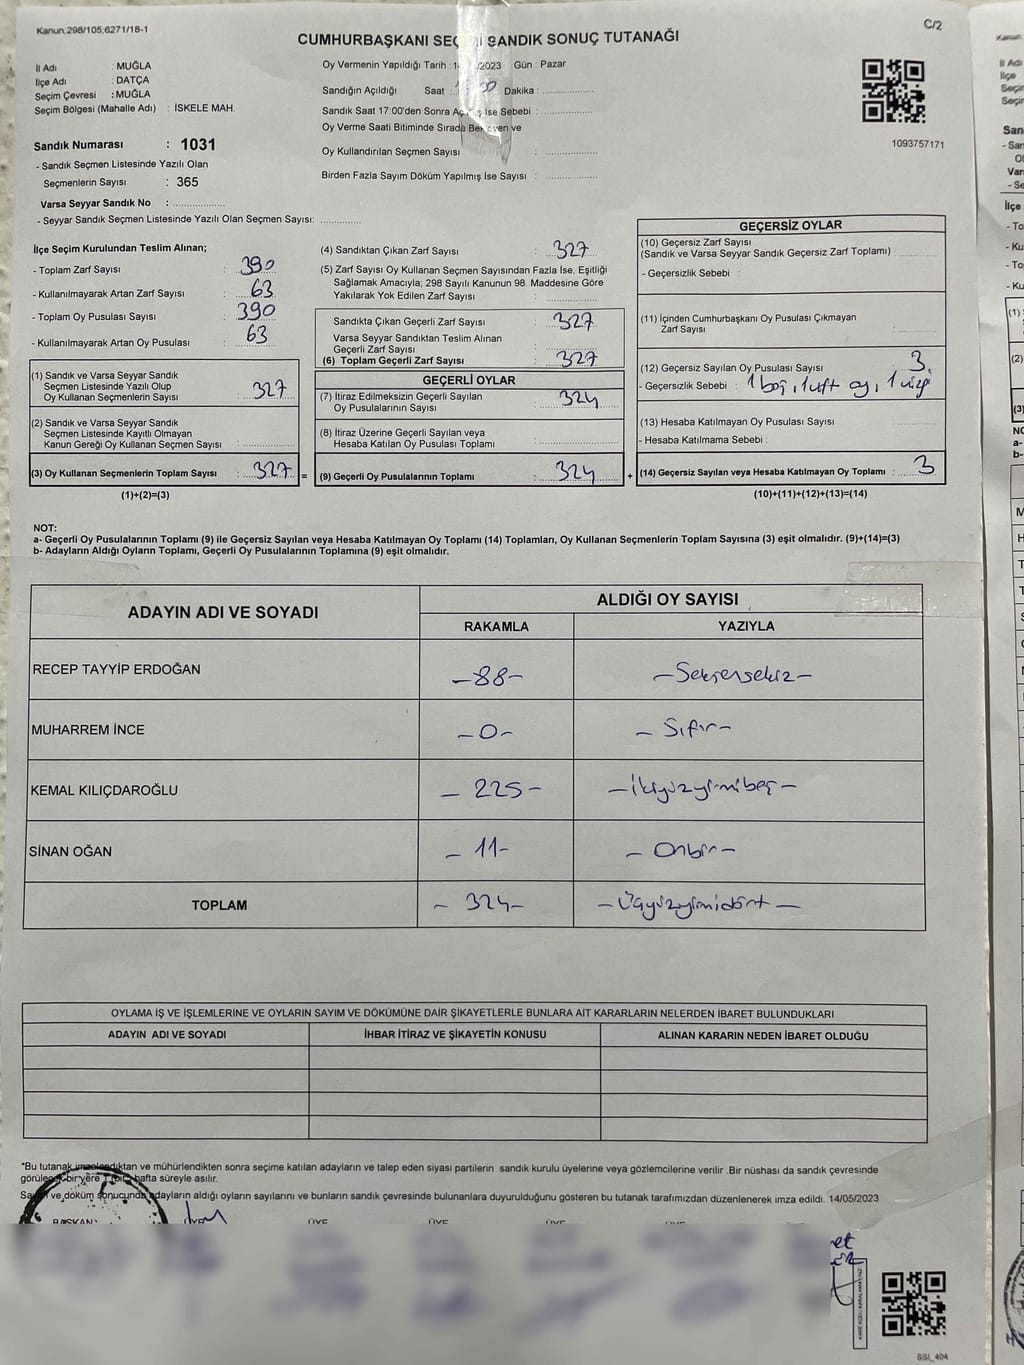 Kanun:298/105;6271/18-1
C/2
CUMHURBAŞKANI SEÇ SANDIK SONUÇ TUTANAĞI
İl Adı : MUĞLA
İlçe Adı : DATÇA
Seçim Çevresi : MUĞLA
Seçim Bölgesi (Mahalle Adı) : İSKELE MAH.
Oy Vermenin Yapıldığı Tarih : /2023 Gün : Pazar
Sandığın Açıldığı Saat : Dakika :
Sandık Saat 17:00'den Sonra İse Sebebi :
Oy Verme Saati Bitiminde Sırada ve
Oy Kullandırılan Seçmen Sayısı :
Birden Fazla Sayım Döküm Yapılmış İse Sayısı :
1093757171
Sandık Numarası : 1031
- Sandık Seçmen Listesinde Yazılı Olan
Seçmenlerin Sayısı : 365
Varsa Seyyar Sandık No :
- Seyyar Sandık Seçmen Listesinde Yazılı Olan Seçmen Sayısı:
İlçe Seçim Kurulundan Teslim Alınan;
- Toplam Zarf Sayısı : 390
- Kullanılmayarak Artan Zarf Sayısı : 63
- Toplam Oy Pusulası Sayısı : 390
- Kullanılmayarak Artan Oy Pusulası : 63
(1) Sandık ve Varsa Seyyar Sandık
Seçmen Listesinde Yazılı Olup
Oy Kullanan Seçmenlerin Sayısı : 327
(2) Sandık ve Varsa Seyyar Sandık
Seçmen Listesinde Kayıtlı Olmayan
Kanun Gereği Oy Kullanan Seçmen Sayısı :
(3) Oy Kullanan Seçmenlerin Toplam Sayısı : 327 =
(1)+(2)=(3)
(4) Sandıktan Çıkan Zarf Sayısı : 327
(5) Zarf Sayısı Oy Kullanan Seçmen Sayısından Fazla İse, Eşitliği
Sağlamak Amacıyla; 298 Sayılı Kanunun 98. Maddesine Göre
Yakılarak Yok Edilen Zarf Sayısı :
Sandıkta Çıkan Geçerli Zarf Sayısı : 327
Varsa Seyyar Sandıktan Teslim Alınan
Geçerli Zarf Sayısı :
(6) Toplam Geçerli Zarf Sayısı : 327
GEÇERLİ OYLAR
(7) İtiraz Edilmeksizin Geçerli Sayılan
Oy Pusulalarının Sayısı : 324
(8) İtiraz Üzerine Geçerli Sayılan veya
Hesaba Katılan Oy Pusulası Toplamı :
(9) Geçerli Oy Pusulalarının Toplamı : 324 +
GEÇERSİZ OYLAR
(10) Geçersiz Zarf Sayısı
(Sandık ve Varsa Seyyar Sandık Geçersiz Zarf Toplamı) :
- Geçersizlik Sebebi :
(11) İçinden Cumhurbaşkanı Oy Pusulası Çıkmayan
Zarf Sayısı :
(12) Geçersiz Sayılan Oy Pusulası Sayısı : 3
- Geçersizlik Sebebi : 1 boş, 1 çift oy, 1
(13) Hesaba Katılmayan Oy Pusulası Sayısı :
- Hesaba Katılmama Sebebi :
(14) Geçersiz Sayılan veya Hesaba Katılmayan Oy Toplamı : 3
(10)+(11)+(12)+(13)=(14)
NOT:
a- Geçerli Oy Pusulalarının Toplamı (9) ile Geçersiz Sayılan veya Hesaba Katılmayan Oy Toplamı (14) Toplamları, Oy Kullanan Seçmenlerin Toplam Sayısına (3) eşit olmalıdır. (9)+(14)=(3)
b- Adayların Aldığı Oyların Toplamı, Geçerli Oy Pusulalarının Toplamına (9) eşit olmalıdır.
ADAYIN ADI VE SOYADI
ALDIĞI OY SAYISI
RAKAMLA YAZIYLA
RECEP TAYYİP ERDOĞAN -88- -Seksensekiz-
MUHARREM İNCE -0- -Sıfır-
KEMAL KILIÇDAROĞLU -225- -İkiyüzyirmibeş-
SİNAN OĞAN -11- -Onbir-
TOPLAM -324- -Üçyüzyirmidört-
OYLAMA İŞ VE İŞLEMLERİNE VE OYLARIN SAYIM VE DÖKÜMÜNE DAİR ŞİKAYETLERLE BUNLARA AİT KARARLARIN NELERDEN İBARET BULUNDUKLARI
ADAYIN ADI VE SOYADI İHBAR İTİRAZ VE ŞİKAYETİN KONUSU ALINAN KARARIN NEDEN İBARET OLDUĞU
*Bu tutanak imzalandıktan ve mühürlendikten sonra seçime katılan adayların ve talep eden siyasi partilerin sandık kurulu üyelerine veya gözlemcilerine verilir. Bir nüshası da sandık çevresinde
görülecek bir yere 1 bir hafta süreyle asılır.
Sayım ve döküm sonucunda adayların aldığı oyların sayılarını ve bunların sandık çevresinde bulunanlara duyurulduğunu gösteren bu tutanak tarafımızdan düzenlenerek imza edildi. 14/05/2023
BAŞKAN ÜYE ÜYE ÜYE ÜYE ÜYE ÜYE
SSI_404